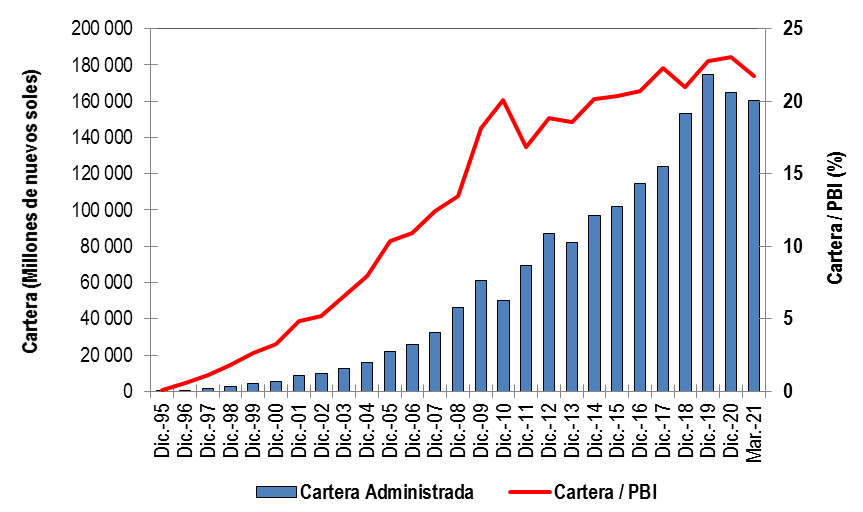 Cartera (Millones de nuevos soles)
200 000
180 000
160 000
140 000
120 000
100 000
80 000
60 000
40 000
20 000
0
25
20
15
10
5
0
Cartera / PBI (%)
Dic.-95
Dic.-96
Dic.-97
Dic.-98
Dic.-99
Dic.-00
Dic.-01
Dic.-02
Dic.-03
Dic.-04
Dic.-05
Dic.-06
Dic.-07
Dic.-08
Dic.-09
Dic.-10
Dic.-11
Dic.-12
Dic.-13
Dic.-14
Dic.-15
Dic.-16
Dic.-17
Dic.-18
Dic.-19
Dic.-20
Mar.-21
Cartera Administrada
Cartera / PBI